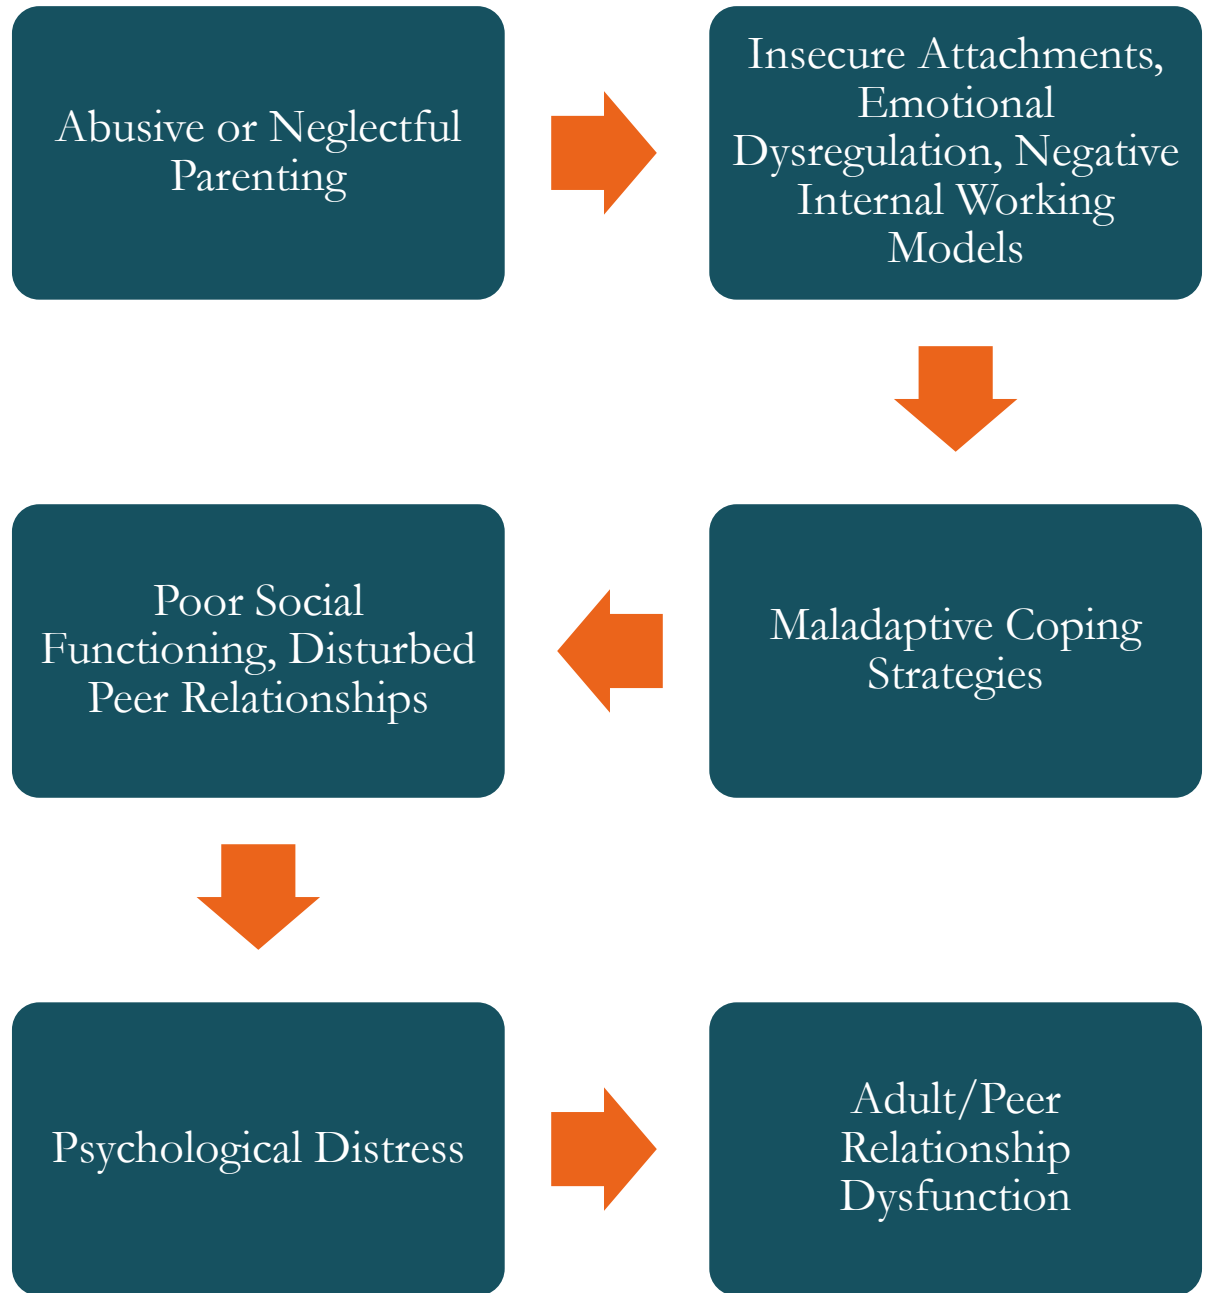 Abusive or Neglectful
Parenting
Insecure Attachments,
Emotional
Dysregulation, Negative
Internal Working
Models
Maladaptive Coping
Strategies
Poor Social
Functioning, Disturbed
Peer Relationships
Psychological Distress
Adult/Peer
Relationship
Dysfunction